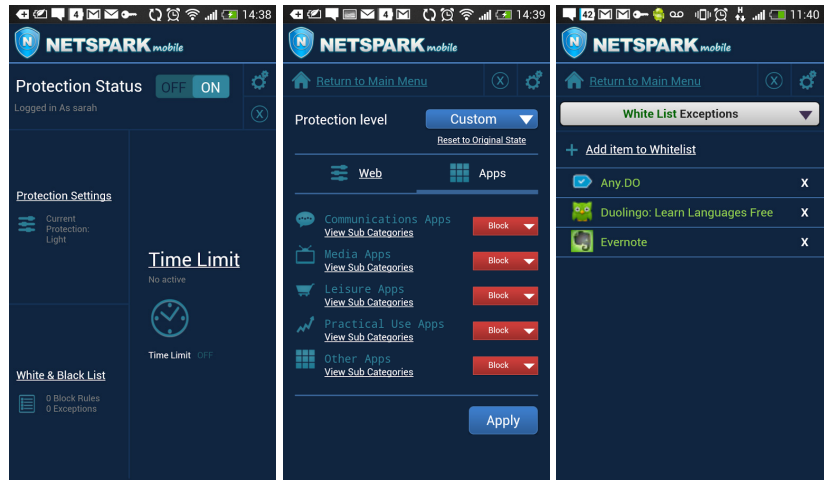 4
14:38
N
NETSPARK mobile
Protection Status
OFF
ON
Logged in As sarah
X
Protection Settings
Current
Protection:
Light
Time Limit
No active
Time Limit OFF
White & Black List
0 Block Rules
0 Exceptions
4
14:39
N
NETSPARK mobile
Return to Main Menu
X
Protection level
Custom
Reset to Original State
Web
Apps
Communications Apps
View Sub Categories
Block
Media Apps
View Sub Categories
Block
Leisure Apps
View Sub Categories
Block
Practical Use Apps
View Sub Categories
Block
Other Apps
View Sub Categories
Block
Apply
42
H
11:40
N
NETSPARK mobile
Return to Main Menu
X
White List Exceptions
+ Add item to Whitelist
Any.DO X
Duolingo: Learn Languages Free X
Evernote X